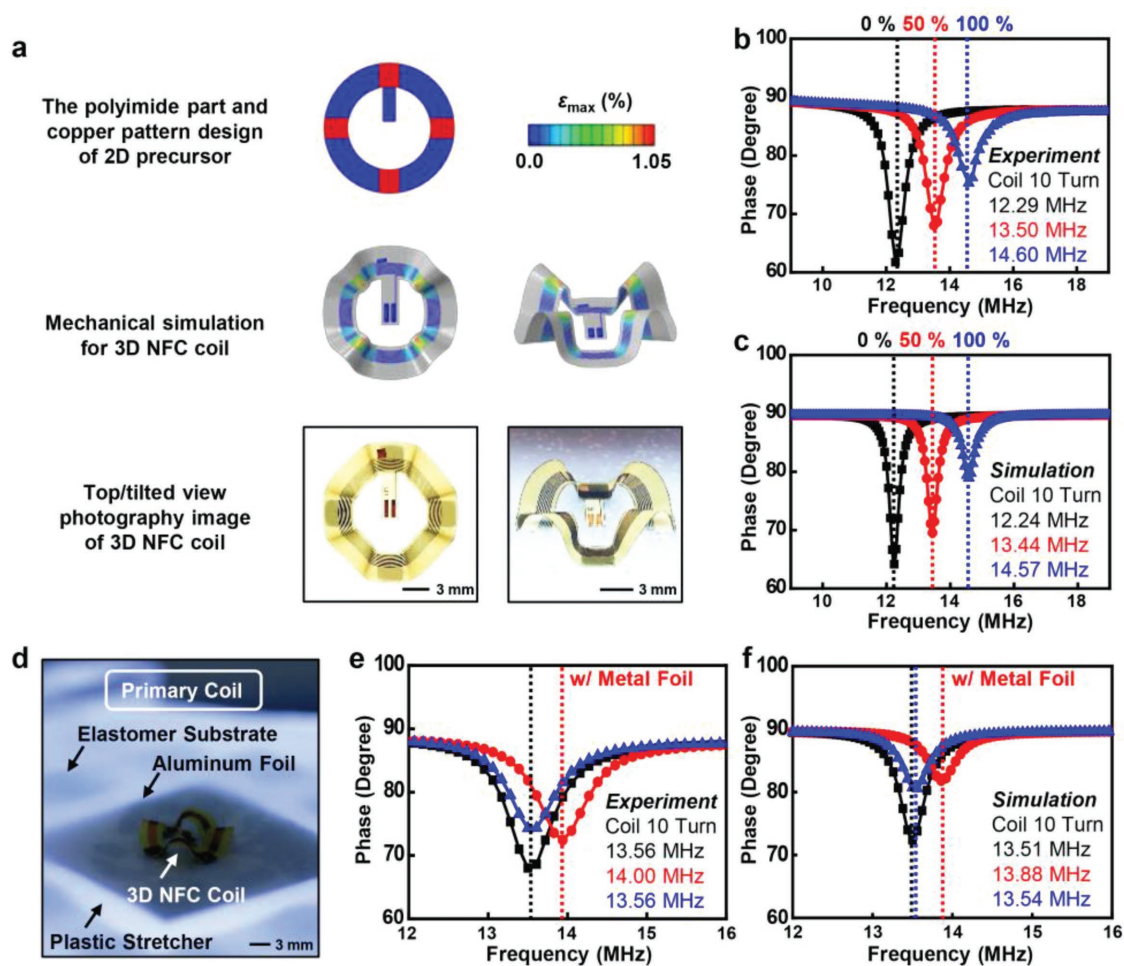 a
The polyimide part and
copper pattern design
of 2D precursor
εmax (%)
0.0 1.05
Mechanical simulation
for 3D NFC coil
Top/tilted view
photography image
of 3D NFC coil
3 mm
3 mm
b
0 % 50 % 100 %
100
90
80
70
60
Phase (Degree)
Experiment
Coil 10 Turn
12.29 MHz
13.50 MHz
14.60 MHz
10 12 14 16 18
Frequency (MHz)
c
0 % 50 % 100 %
100
90
80
70
60
Phase (Degree)
Simulation
Coil 10 Turn
12.24 MHz
13.44 MHz
14.57 MHz
10 12 14 16 18
Frequency (MHz)
d
Primary Coil
Elastomer Substrate
Aluminum Foil
3D NFC Coil
Plastic Stretcher
3 mm
e
w/ Metal Foil
100
90
80
70
60
Phase (Degree)
Experiment
Coil 10 Turn
13.56 MHz
14.00 MHz
13.56 MHz
12 13 14 15 16
Frequency (MHz)
f
w/ Metal Foil
100
90
80
70
60
Phase (Degree)
Simulation
Coil 10 Turn
13.51 MHz
13.88 MHz
13.54 MHz
12 13 14 15 16
Frequency (MHz)